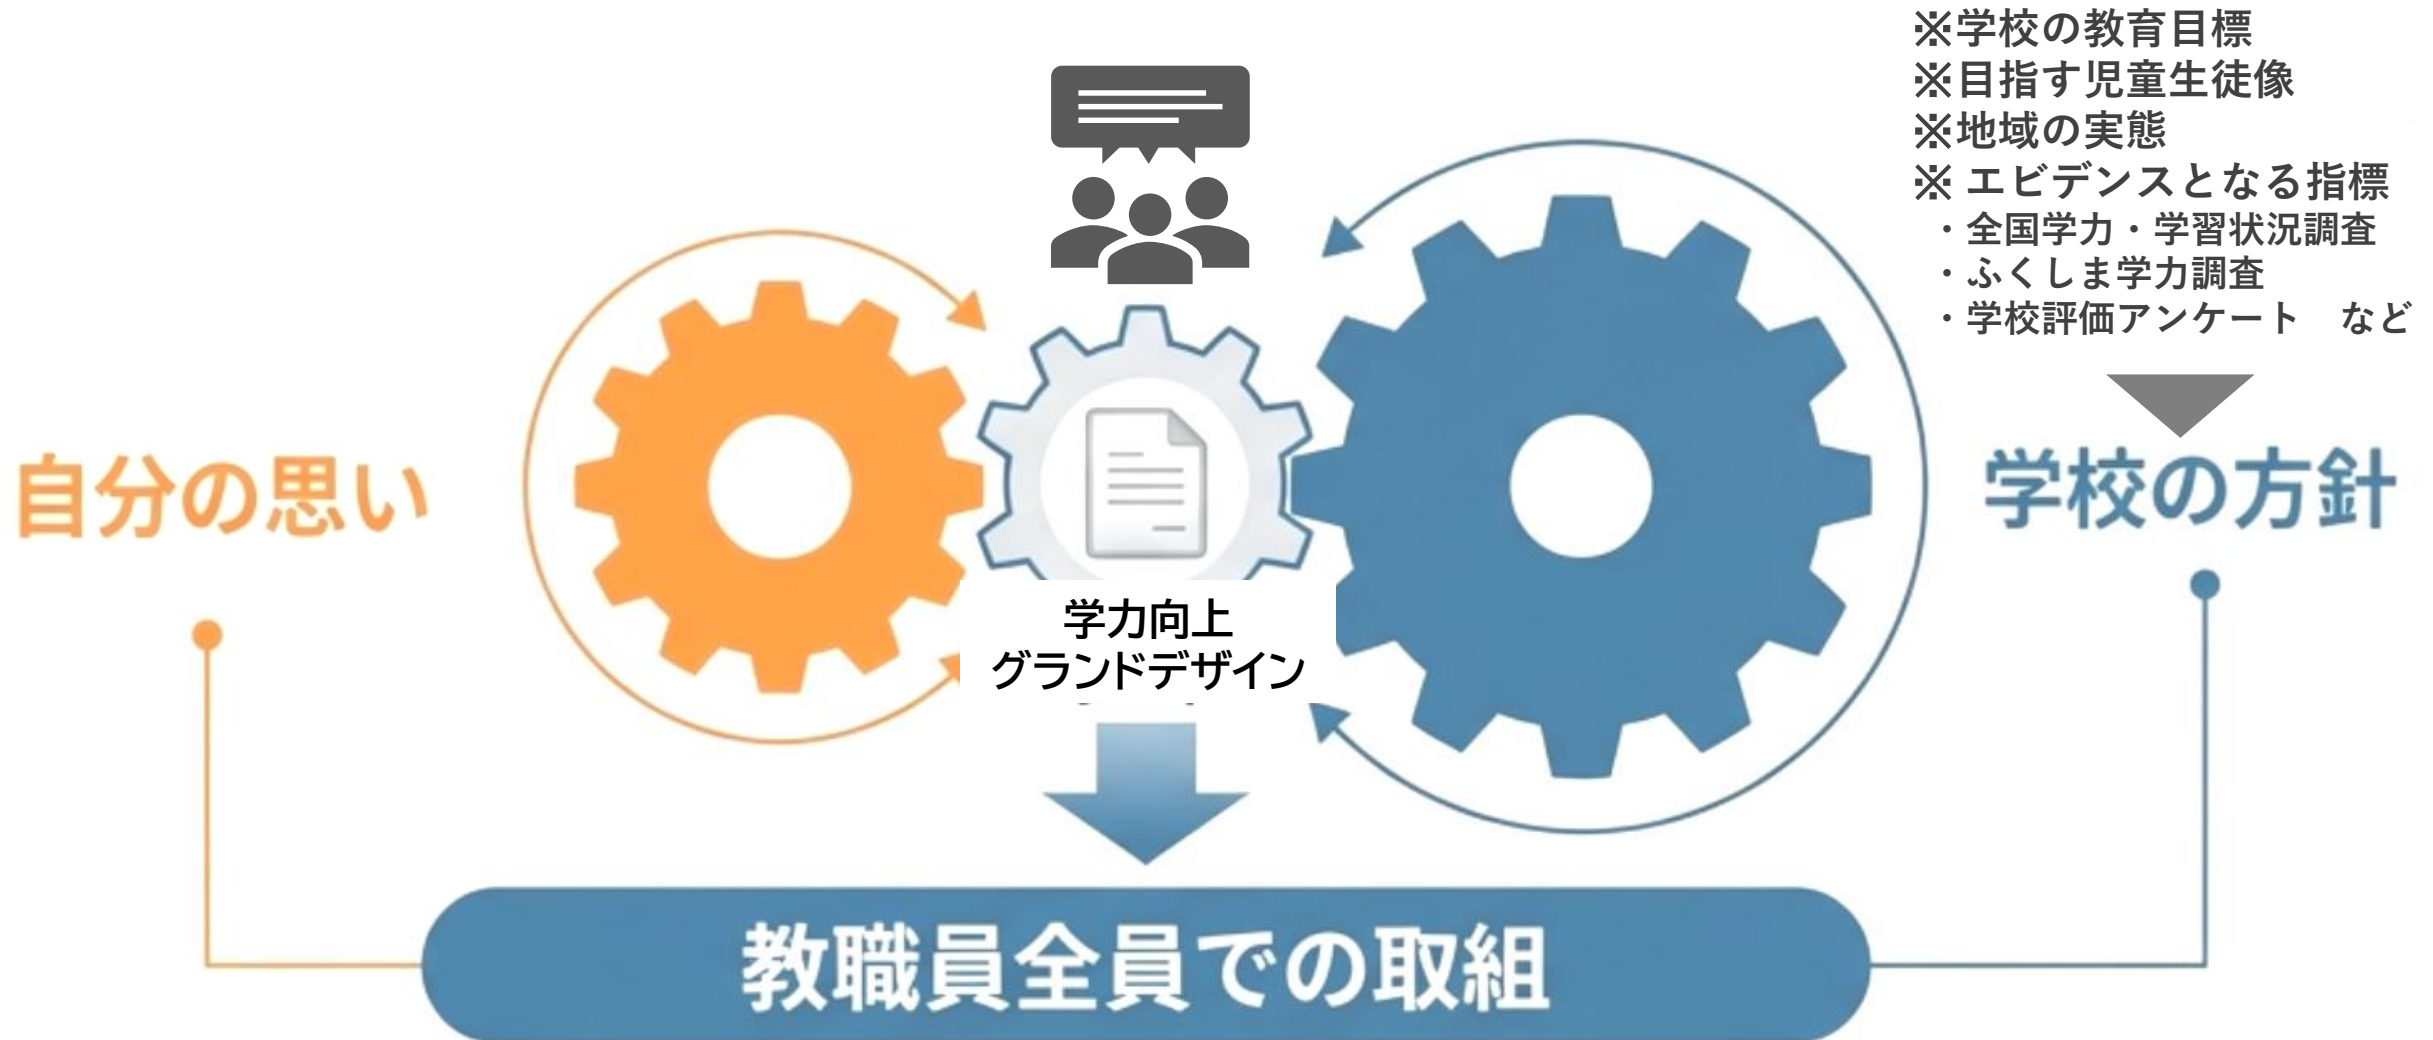 ※学校の教育目標
※目指す児童生徒像
※地域の実態
※ エビデンスとなる指標
・全国学力・学習状況調査
・ふくしま学力調査
・学校評価アンケート　など
自分の思い
学校の方針
学力向上
グランドデザイン
教職員全員での取組